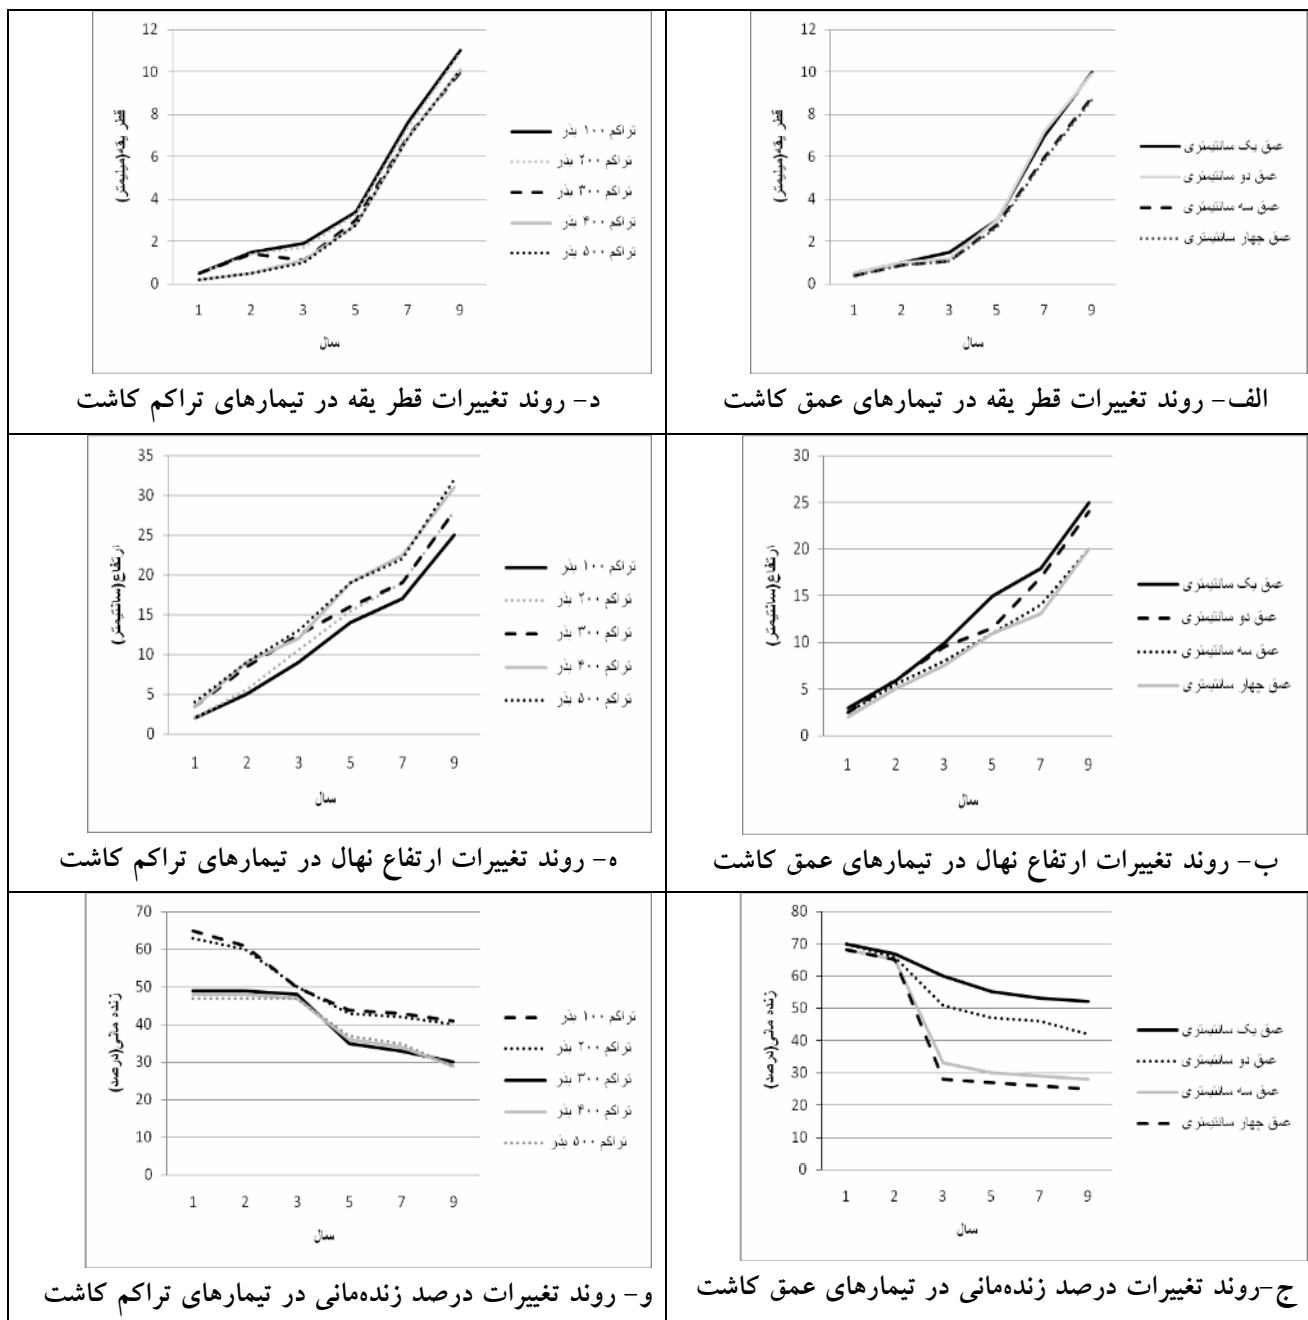 12
10
8
6
4
2
0
قطر یقه(میلیمتر)
1 2 3 5 7 9
سال
عمق یک سانتیمتری
عمق دو سانتیمتری
عمق سه سانتیمتری
عمق چهار سانتیمتری
الف- روند تغییرات قطر یقه در تیمارهای عمق کاشت
12
10
8
6
4
2
0
قطر یقه(میلیمتر)
1 2 3 5 7 9
سال
تراکم ۱۰۰ بذر
تراکم ۲۰۰ بذر
تراکم ۳۰۰ بذر
تراکم ۴۰۰ بذر
تراکم ۵۰۰ بذر
د- روند تغییرات قطر یقه در تیمارهای تراکم کاشت
30
25
20
15
10
5
0
ارتفاع(سانتیمتر)
1 2 3 5 7 9
سال
عمق یک سانتیمتری
عمق دو سانتیمتری
عمق سه سانتیمتری
عمق چهار سانتیمتری
ب- روند تغییرات ارتفاع نهال در تیمارهای عمق کاشت
35
30
25
20
15
10
5
0
ارتفاع(سانتیمتر)
1 2 3 5 7 9
سال
تراکم ۱۰۰ بذر
تراکم ۲۰۰ بذر
تراکم ۳۰۰ بذر
تراکم ۴۰۰ بذر
تراکم ۵۰۰ بذر
ه- روند تغییرات ارتفاع نهال در تیمارهای تراکم کاشت
80
70
60
50
40
30
20
10
0
زنده مانی(درصد)
1 2 3 5 7 9
سال
عمق یک سانتیمتری
عمق دو سانتیمتری
عمق سه سانتیمتری
عمق چهار سانتیمتری
ج-روند تغییرات درصد زنده‌مانی در تیمارهای عمق کاشت
70
60
50
40
30
20
10
0
زنده مانی(درصد)
1 2 3 5 7 9
سال
تراکم ۱۰۰ بذر
تراکم ۲۰۰ بذر
تراکم ۳۰۰ بذر
تراکم ۴۰۰ بذر
تراکم ۵۰۰ بذر
و- روند تغییرات درصد زنده‌مانی در تیمارهای تراکم کاشت